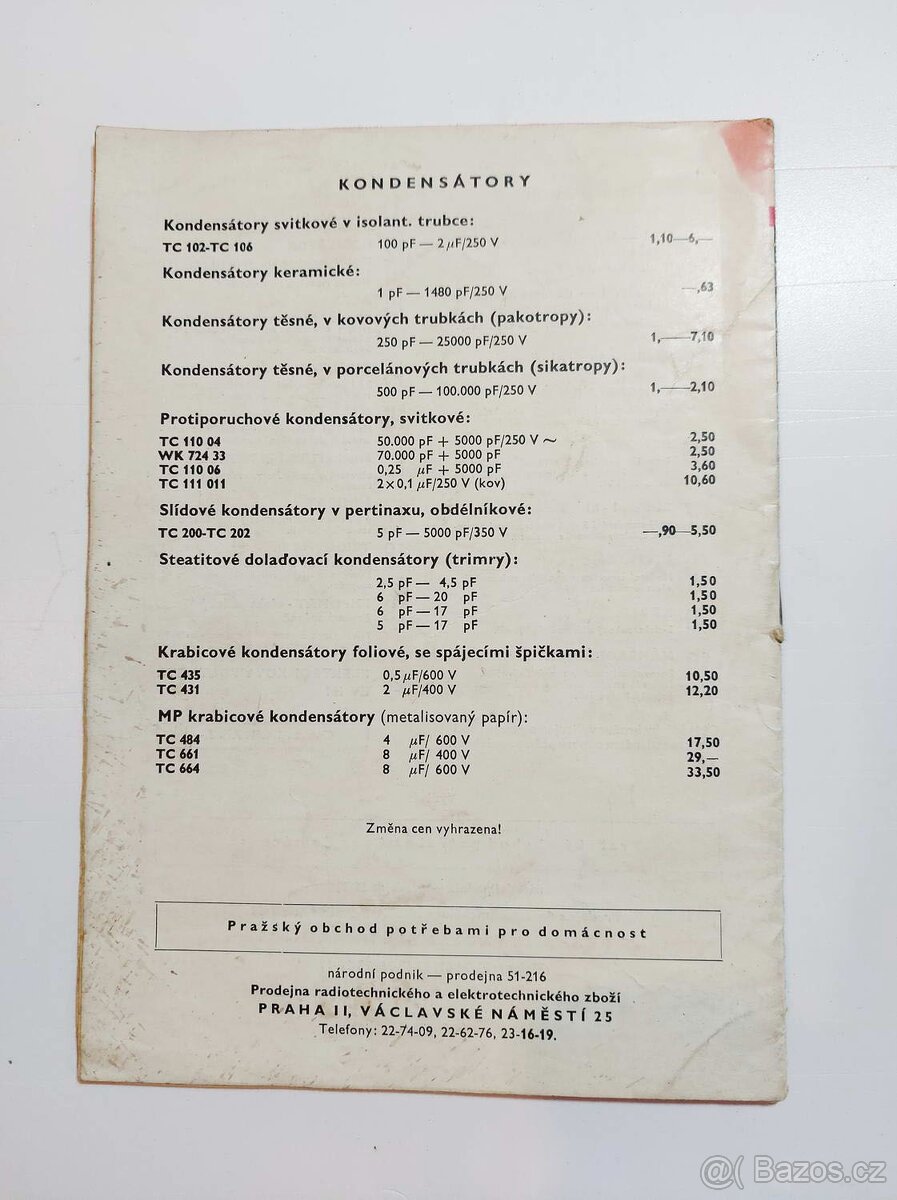 KONDENSÁTORY
Kondensátory svitkové v isolant. trubce:
TC 102-TC 106 100 pF — 2 μF/250 V 1,10—6,—
Kondensátory keramické:
1 pF — 1480 pF/250 V —,63
Kondensátory těsné, v kovových trubkách (pakotropy):
250 pF — 25000 pF/250 V 1,——7,10
Kondensátory těsné, v porcelánových trubkách (sikatropy):
500 pF — 100.000 pF/250 V 1,——2,10
Protiporuchové kondensátory, svitkové:
TC 110 04 50.000 pF + 5000 pF/250 V ~ 2,50
WK 724 33 70.000 pF + 5000 pF 2,50
TC 110 06 0,25 μF + 5000 pF 3,60
TC 111 011 2×0,1 μF/250 V (kov) 10,60
Slídové kondensátory v pertinaxu, obdélníkové:
TC 200-TC 202 5 pF — 5000 pF/350 V —,90—5,50
Steatitové dolaďovací kondensátory (trimry):
2,5 pF — 4,5 pF 1,50
6 pF — 20 pF 1,50
6 pF — 17 pF 1,50
5 pF — 17 pF 1,50
Krabicové kondensátory foliové, se spájecími špičkami:
TC 435 0,5 μF/600 V 10,50
TC 431 2 μF/400 V 12,20
MP krabicové kondensátory (metalisovaný papír):
TC 484 4 μF/ 600 V 17,50
TC 661 8 μF/ 400 V 29,—
TC 664 8 μF/ 600 V 33,50
Změna cen vyhrazena!
Pražský obchod potřebami pro domácnost
národní podnik — prodejna 51-216
Prodejna radiotechnického a elektrotechnického zboží
PRAHA II, VÁCLAVSKÉ NÁMĚSTÍ 25
Telefony: 22-74-09, 22-62-76, 23-16-19.
@( Bazos.cz